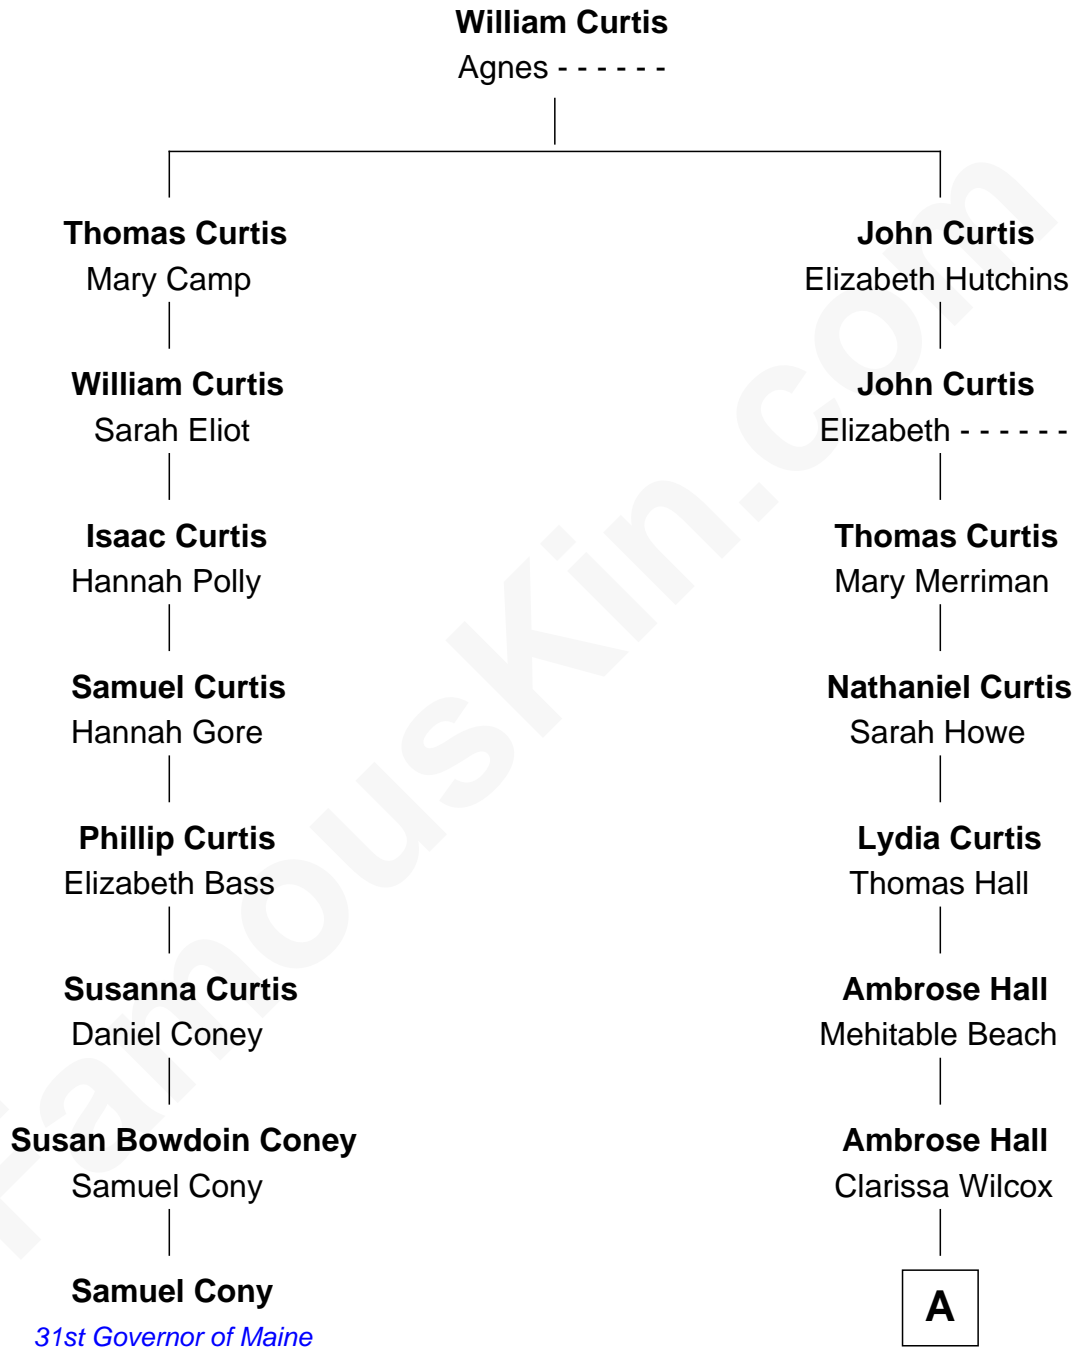 William Curtis
Agnes - - - - - -
Thomas Curtis
Mary Camp
John Curtis
Elizabeth Hutchins
William Curtis
Sarah Eliot
John Curtis
Elizabeth - - - - - -
Isaac Curtis
Hannah Polly
Thomas Curtis
Mary Merriman
Samuel Curtis
Hannah Gore
Nathaniel Curtis
Sarah Howe
Phillip Curtis
Elizabeth Bass
Lydia Curtis
Thomas Hall
Susanna Curtis
Daniel Coney
Ambrose Hall
Mehitable Beach
Susan Bowdoin Coney
Samuel Cony
Ambrose Hall
Clarissa Wilcox
Samuel Cony
31st Governor of Maine
A
FamousKin.com